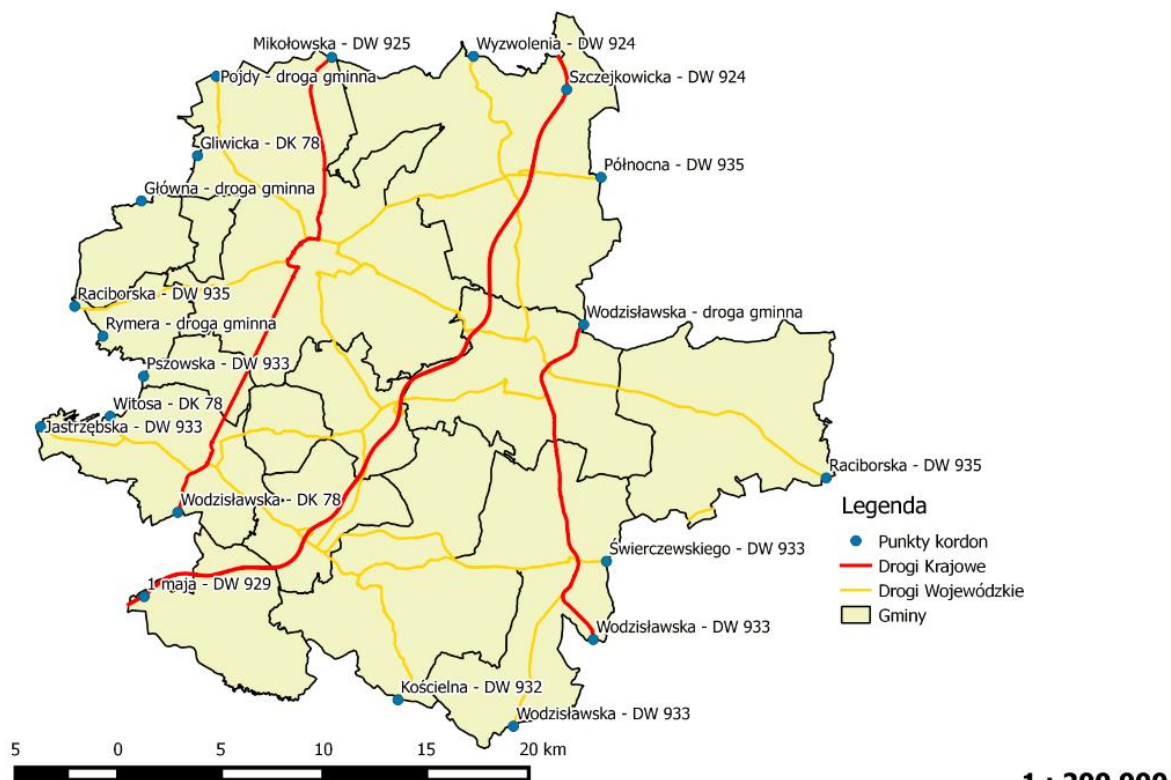 Mikołowska - DW 925
Wyzwolenia - DW 924
Pojdy - droga gminna
Szczejkowicka - DW 924
Gliwicka - DK 78
Północna - DW 935
Główna - droga gminna
Raciborska - DW 935
Wodzisławska - droga gminna
Rymera - droga gminna
Pszowska - DW 933
Witosa - DK 78
Jastrzębska - DW 933
Raciborska - DW 935
Wodzisławska - DK 78
Świerczewskiego - DW 933
1 maja - DW 929
Wodzisławska - DW 933
Kościelna - DW 932
Wodzisławska - DW 933
Legenda
Punkty kordon
Drogi Krajowe
Drogi Wojewódzkie
Gminy
5 0 5 10 15 20 km